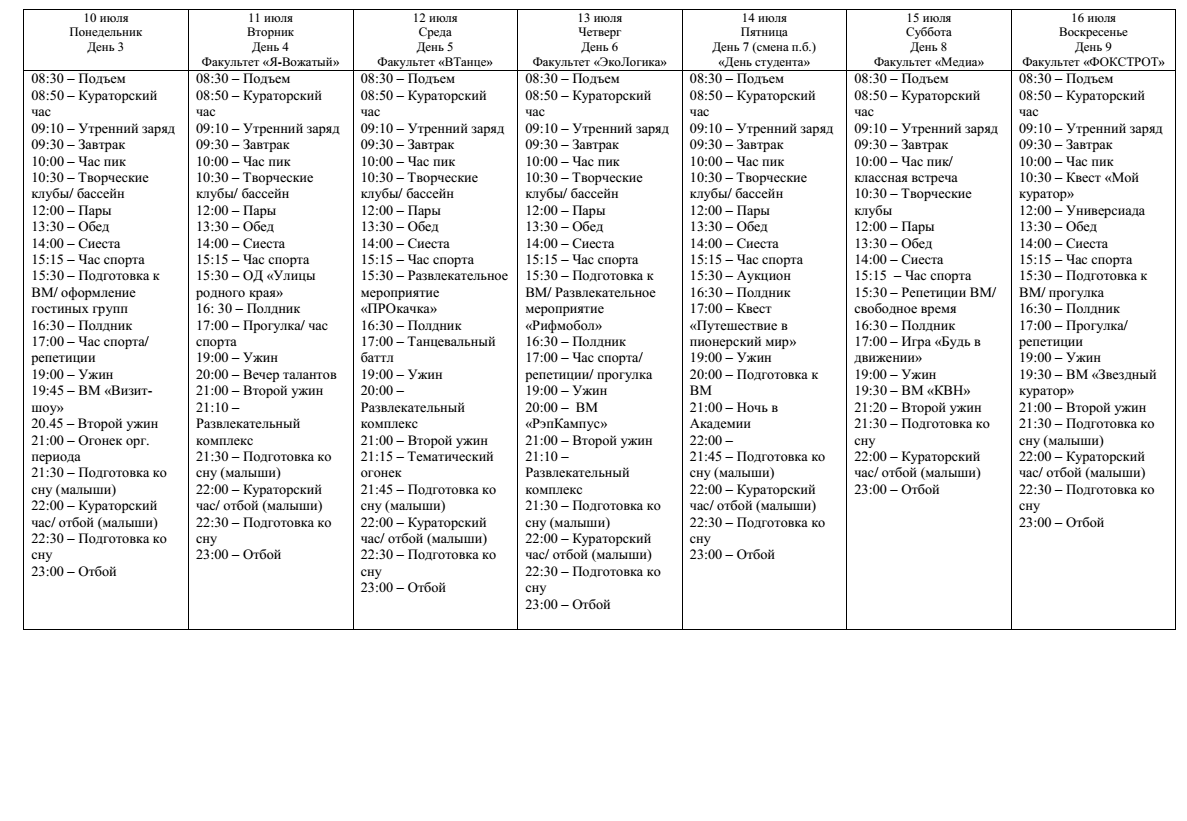 10 июля
Понедельник
День 3
11 июля
Вторник
День 4
Факультет «Я-Вожатый»
12 июля
Среда
День 5
Факультет «ВТанце»
13 июля
Четверг
День 6
Факультет «ЭкоЛогика»
14 июля
Пятница
День 7 (смена п.б.)
«День студента»
15 июля
Суббота
День 8
Факультет «Медиа»
16 июля
Воскресенье
День 9
Факультет «ФОКСТРОТ»
08:30 – Подъем
08:50 – Кураторский
час
09:10 – Утренний заряд
09:30 – Завтрак
10:00 – Час пик
10:30 – Творческие
клубы/ бассейн
12:00 – Пары
13:30 – Обед
14:00 – Сиеста
15:15 – Час спорта
15:30 – Подготовка к
ВМ/ оформление
гостиных групп
16:30 – Полдник
17:00 – Час спорта/
репетиции
19:00 – Ужин
19:45 – ВМ «Визит-
шоу»
20.45 – Второй ужин
21:00 – Огонек орг.
периода
21:30 – Подготовка ко
сну (малыши)
22:00 – Кураторский
час/ отбой (малыши)
22:30 – Подготовка ко
сну
23:00 – Отбой
08:30 – Подъем
08:50 – Кураторский
час
09:10 – Утренний заряд
09:30 – Завтрак
10:00 – Час пик
10:30 – Творческие
клубы/ бассейн
12:00 – Пары
13:30 – Обед
14:00 – Сиеста
15:15 – Час спорта
15:30 – ОД «Улицы
родного края»
16: 30 – Полдник
17:00 – Прогулка/ час
спорта
19:00 – Ужин
20:00 – Вечер талантов
21:00 – Второй ужин
21:10 –
Развлекательный
комплекс
21:30 – Подготовка ко
сну (малыши)
22:00 – Кураторский
час/ отбой (малыши)
22:30 – Подготовка ко
сну
23:00 – Отбой
08:30 – Подъем
08:50 – Кураторский
час
09:10 – Утренний заряд
09:30 – Завтрак
10:00 – Час пик
10:30 – Творческие
клубы/ бассейн
12:00 – Пары
13:30 – Обед
14:00 – Сиеста
15:15 – Час спорта
15:30 – Развлекательное
мероприятие
«ПРОкачка»
16:30 – Полдник
17:00 – Танцевальный
баттл
19:00 – Ужин
20:00 –
Развлекательный
комплекс
21:00 – Второй ужин
21:15 – Тематический
огонек
21:45 – Подготовка ко
сну (малыши)
22:00 – Кураторский
час/ отбой (малыши)
22:30 – Подготовка ко
сну
23:00 – Отбой
08:30 – Подъем
08:50 – Кураторский
час
09:10 – Утренний заряд
09:30 – Завтрак
10:00 – Час пик
10:30 – Творческие
клубы/ бассейн
12:00 – Пары
13:30 – Обед
14:00 – Сиеста
15:15 – Час спорта
15:30 – Подготовка к
ВМ/ Развлекательное
мероприятие
«Рифмобол»
16:30 – Полдник
17:00 – Час спорта/
репетиции/ прогулка
19:00 – Ужин
20:00 – ВМ
«РэпКампус»
21:00 – Второй ужин
21:10 –
Развлекательный
комплекс
21:30 – Подготовка ко
сну (малыши)
22:00 – Кураторский
час/ отбой (малыши)
22:30 – Подготовка ко
сну
23:00 – Отбой
08:30 – Подъем
08:50 – Кураторский
час
09:10 – Утренний заряд
09:30 – Завтрак
10:00 – Час пик
10:30 – Творческие
клубы/ бассейн
12:00 – Пары
13:30 – Обед
14:00 – Сиеста
15:15 – Час спорта
15:30 – Аукцион
16:30 – Полдник
17:00 – Квест
«Путешествие в
пионерский мир»
19:00 – Ужин
20:00 – Подготовка к
ВМ
21:00 – Ночь в
Академии
22:00 –
21:45 – Подготовка ко
сну (малыши)
22:00 – Кураторский
час/ отбой (малыши)
22:30 – Подготовка ко
сну
23:00 – Отбой
08:30 – Подъем
08:50 – Кураторский
час
09:10 – Утренний заряд
09:30 – Завтрак
10:00 – Час пик/
классная встреча
10:30 – Творческие
клубы
12:00 – Пары
13:30 – Обед
14:00 – Сиеста
15:15 – Час спорта
15:30 – Репетиции ВМ/
свободное время
16:30 – Полдник
17:00 – Игра «Будь в
движении»
19:00 – Ужин
19:30 – ВМ «КВН»
21:20 – Второй ужин
21:30 – Подготовка ко
сну
22:00 – Кураторский
час/ отбой (малыши)
23:00 – Отбой
08:30 – Подъем
08:50 – Кураторский
час
09:10 – Утренний заряд
09:30 – Завтрак
10:00 – Час пик
10:30 – Квест «Мой
куратор»
12:00 – Универсиада
13:30 – Обед
14:00 – Сиеста
15:15 – Час спорта
15:30 – Подготовка к
ВМ/ прогулка
16:30 – Полдник
17:00 – Прогулка/
репетиции
19:00 – Ужин
19:30 – ВМ «Звездный
куратор»
21:00 – Второй ужин
21:30 – Подготовка ко
сну (малыши)
22:00 – Кураторский
час/ отбой (малыши)
22:30 – Подготовка ко
сну
23:00 – Отбой